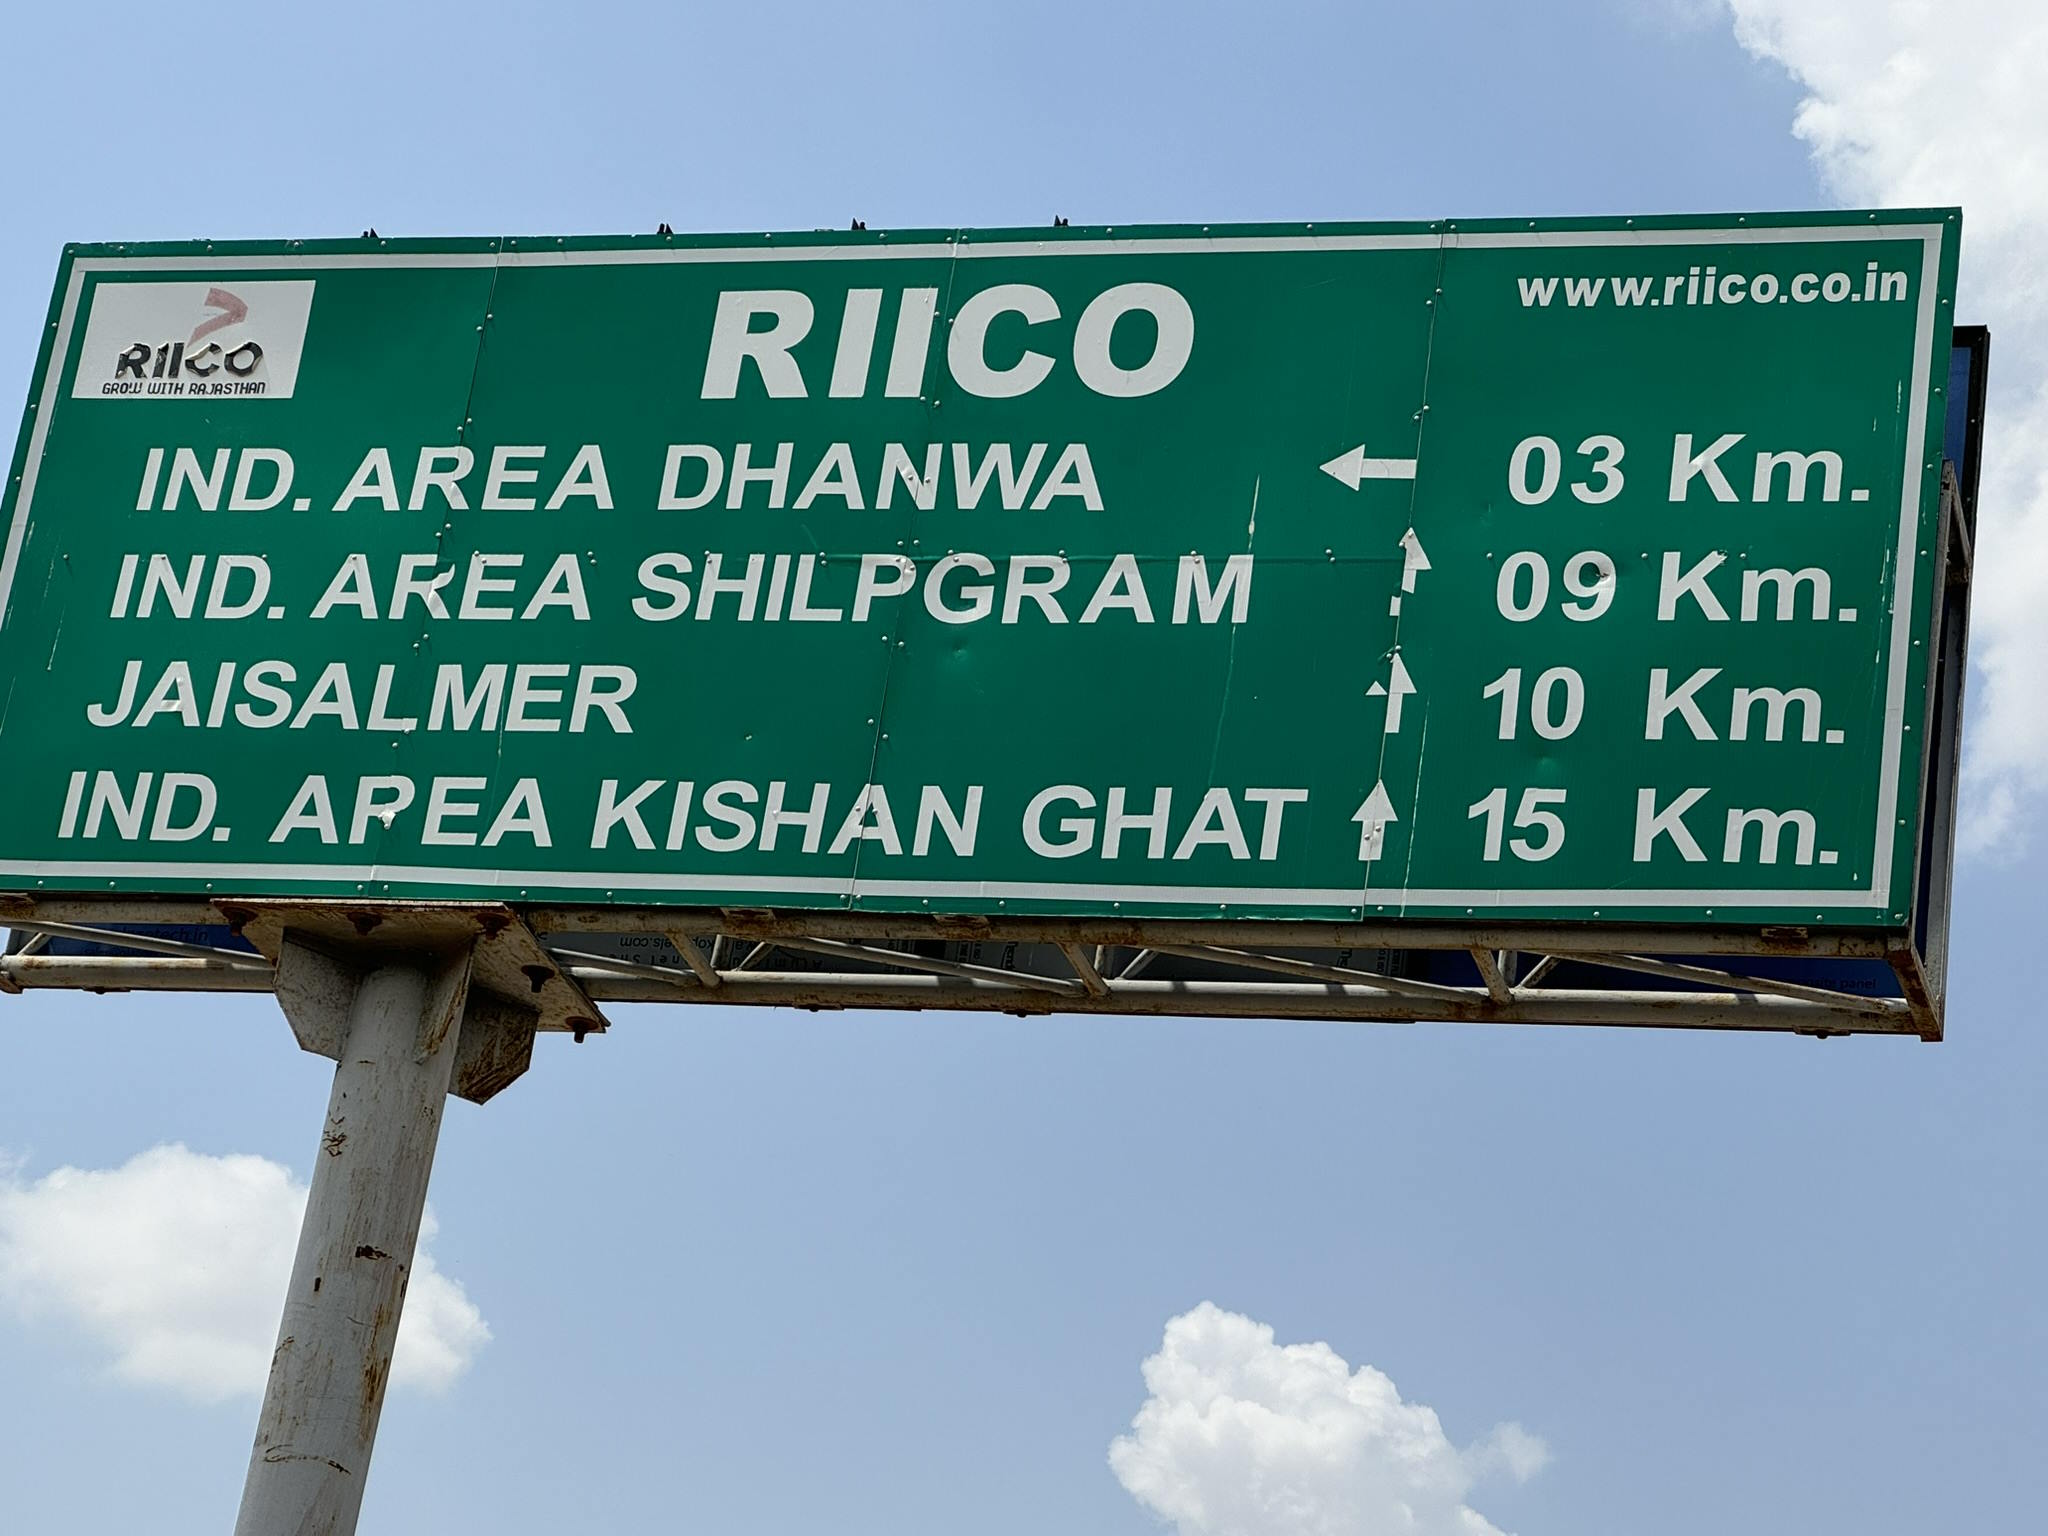 RIICO
GROW WITH RAJASTHAN
RIICO
www.riico.co.in
IND. AREA DHANWA ← 03 Km.
IND. AREA SHILPGRAM ↑ 09 Km.
JAISALMER ↑ 10 Km.
IND. AREA KISHAN GHAT ↑ 15 Km.